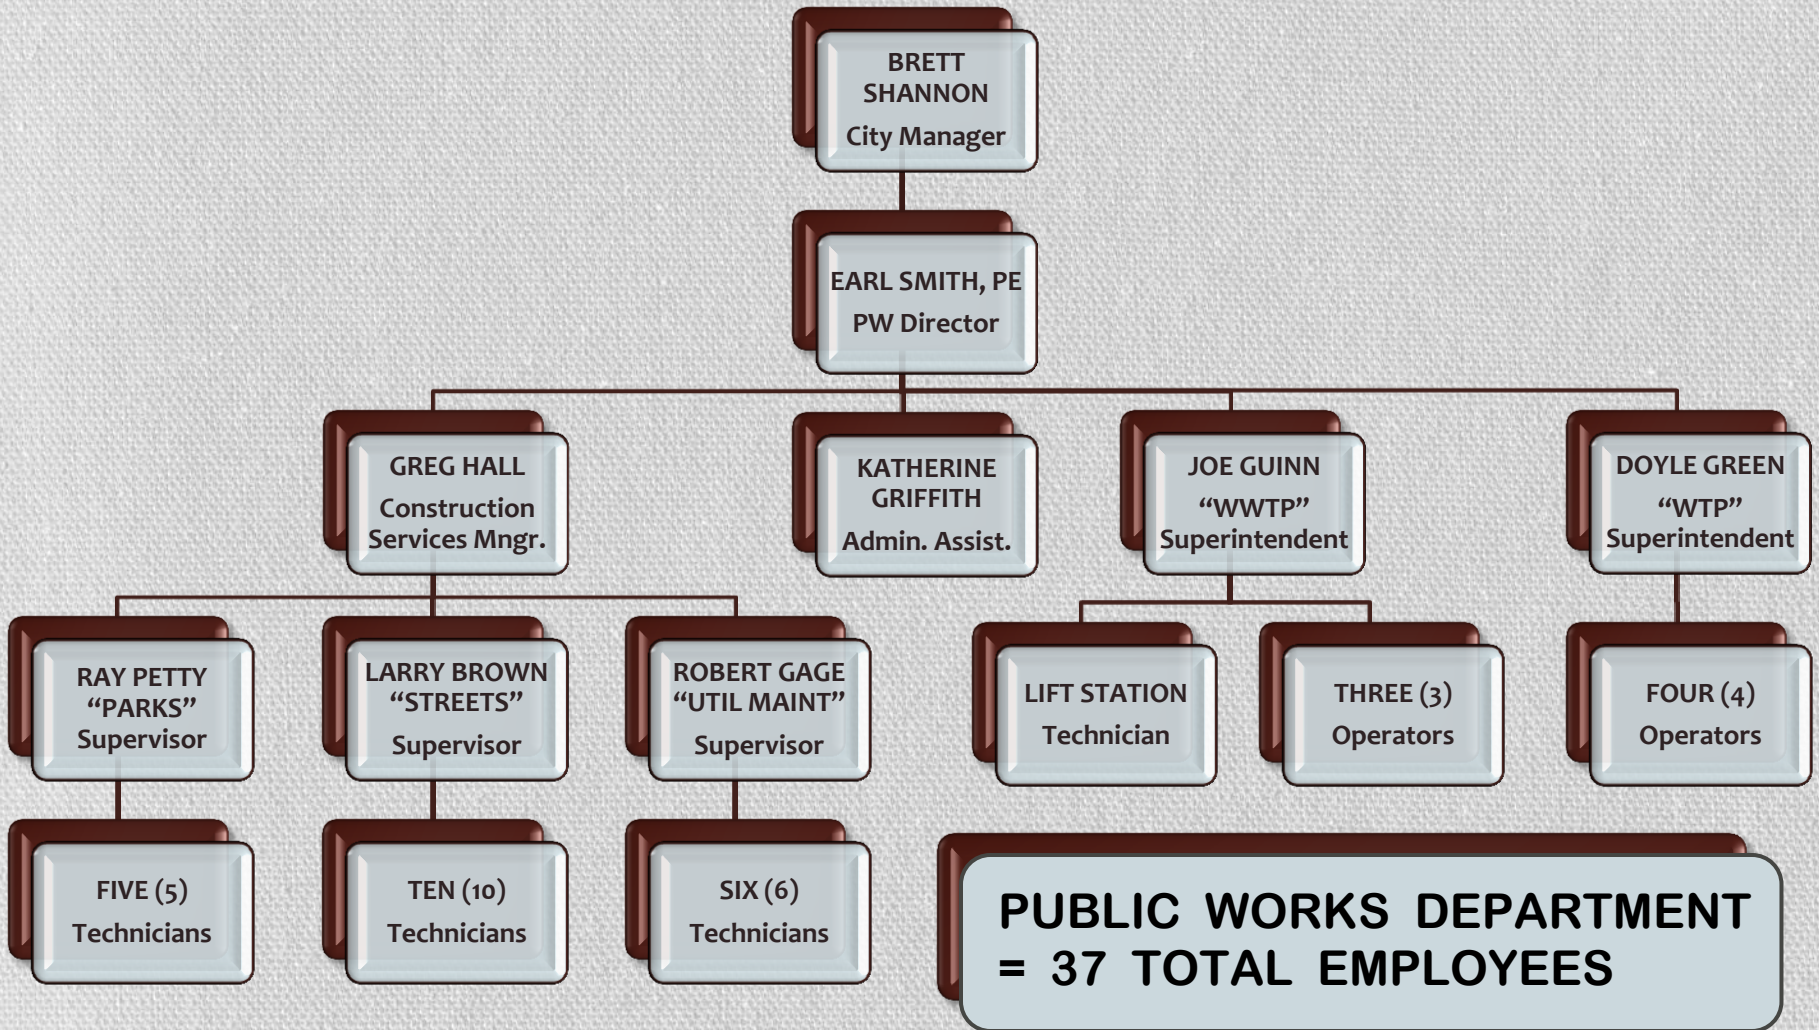 BRETT
SHANNON
City Manager
EARL SMITH, PE
PW Director
GREG HALL
Construction
Services Mngr.
KATHERINE
GRIFFITH
Admin. Assist.
JOE GUINN
“WWTP”
Superintendent
DOYLE GREEN
“WTP”
Superintendent
RAY PETTY
“PARKS”
Supervisor
LARRY BROWN
“STREETS”
Supervisor
ROBERT GAGE
“UTIL MAINT”
Supervisor
LIFT STATION
Technician
THREE (3)
Operators
FOUR (4)
Operators
FIVE (5)
Technicians
TEN (10)
Technicians
SIX (6)
Technicians
PUBLIC WORKS DEPARTMENT
= 37 TOTAL EMPLOYEES